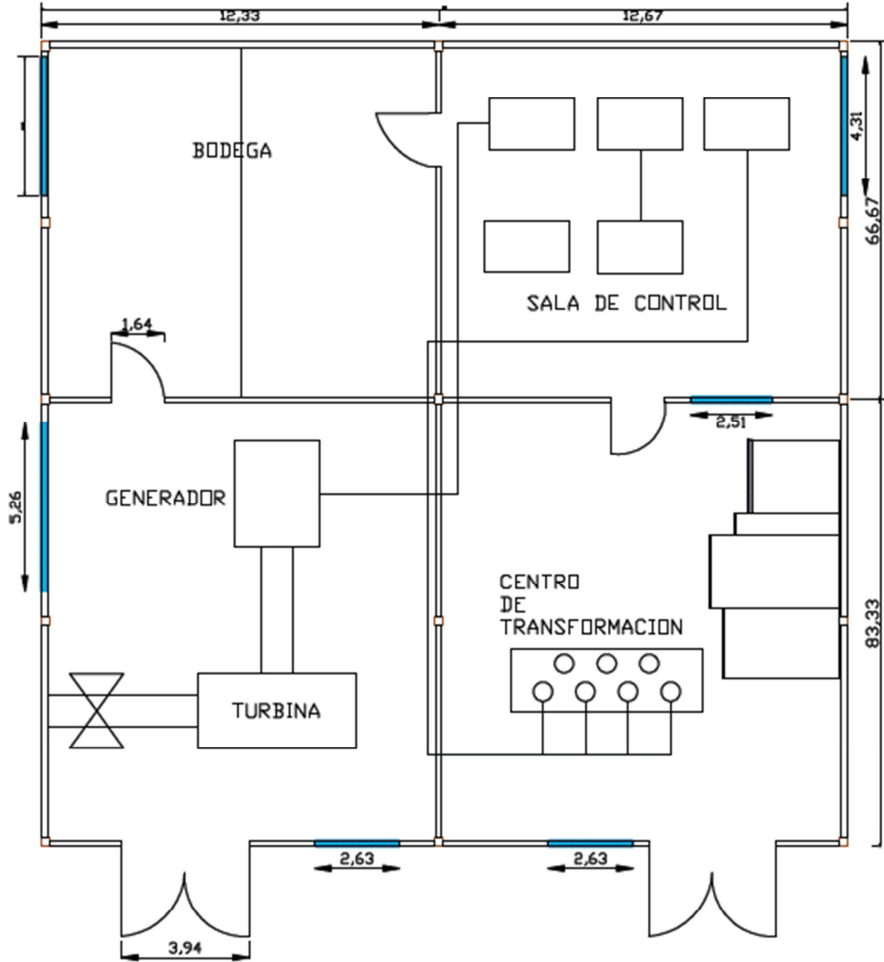 12,33
12,67
4,31
BODEGA
66,67
SALA DE CONTROL
1,64
2,51
5,26
GENERADOR
CENTRO
DE
TRANSFORMACION
83,33
TURBINA
2,63
2,63
3,94